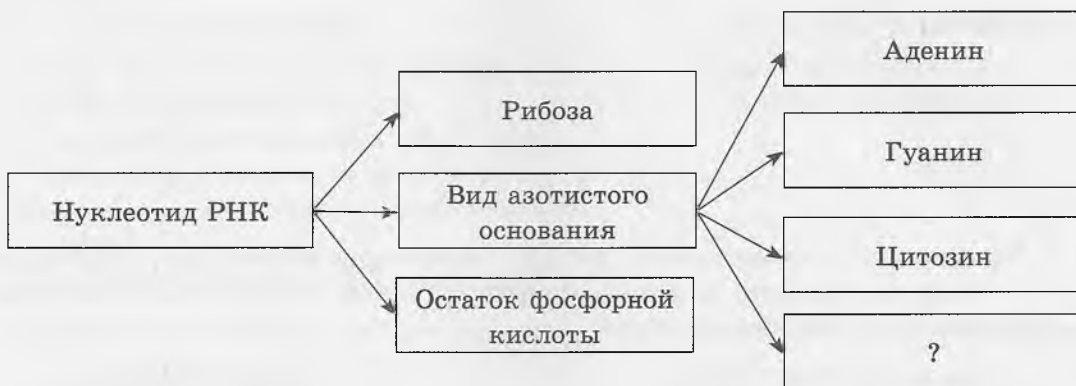 Нуклеотид РНК
Рибоза
Вид азотистого
основания
Остаток фосфорной
кислоты
Аденин
Гуанин
Цитозин
?